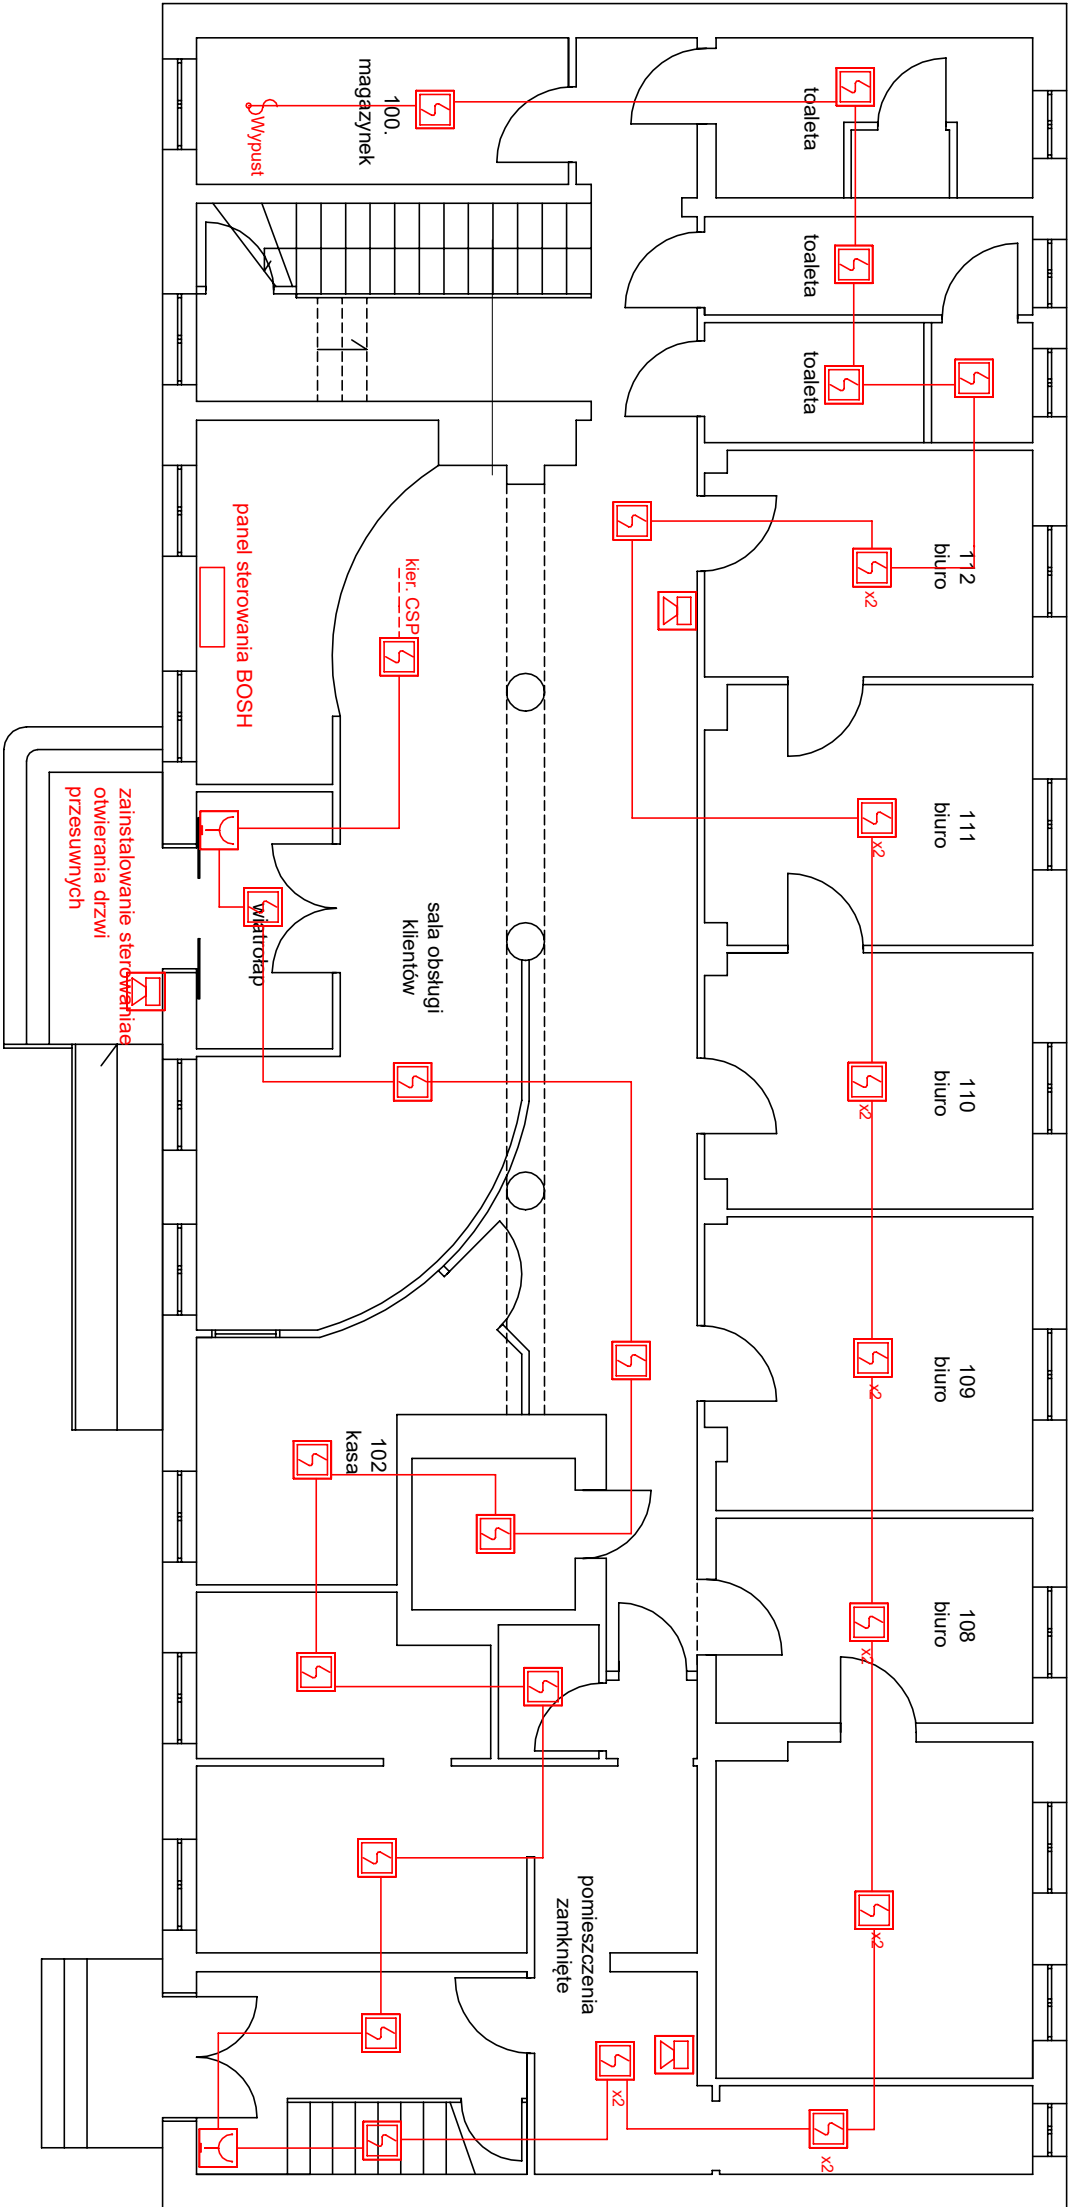 toaleta
100.
magazynek
Wypust
toaleta
toaleta
112
biuro
x2
panel sterowania BOSH
kier. CSP
111
biuro
x2
zainstalowanie sterowaniae
otwierania drzwi
przesuwnych
wiatrołap
sala obsługi
klientów
110
biuro
x2
109
biuro
x2
102
kasa
108
biuro
x2
x2
pomieszczenia
zamknięte
x2
x2